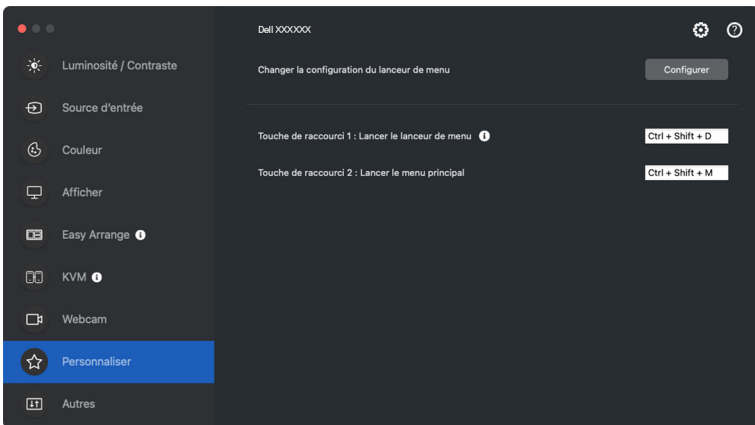 Dell XXXXXX
Luminosité / Contraste
Changer la configuration du lanceur de menu
Configurer
Source d'entrée
Touche de raccourci 1 : Lancer le lanceur de menu
Ctrl + Shift + D
Couleur
Touche de raccourci 2 : Lancer le menu principal
Ctrl + Shift + M
Afficher
Easy Arrange
KVM
Webcam
Personnaliser
Autres